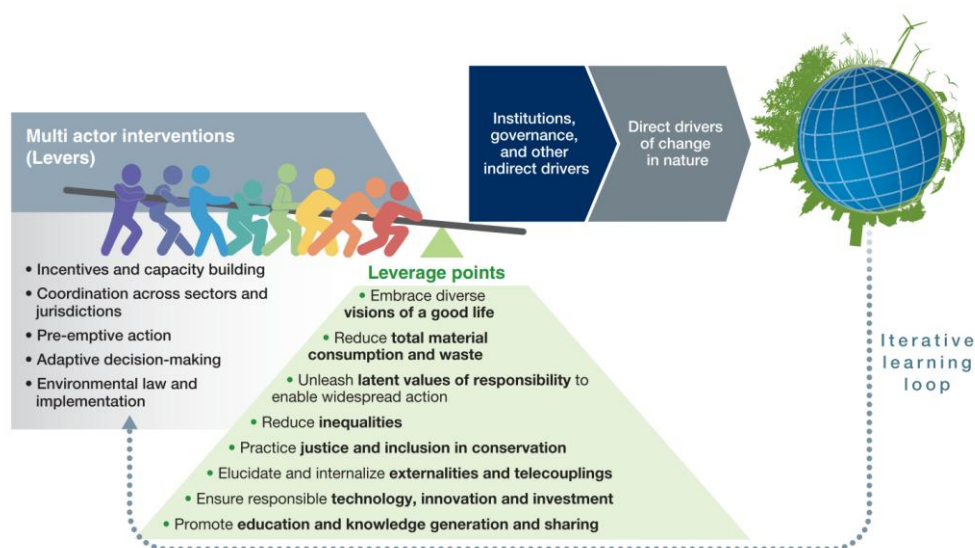 Multi actor interventions
(Levers)
• Incentives and capacity building
• Coordination across sectors and
jurisdictions
• Pre-emptive action
• Adaptive decision-making
• Environmental law and
implementation
Institutions,
governance,
and other
indirect drivers
Direct drivers
of change
in nature
Leverage points
• Embrace diverse
visions of a good life
• Reduce total material
consumption and waste
• Unleash latent values of responsibility to
enable widespread action
• Reduce inequalities
• Practice justice and inclusion in conservation
• Elucidate and internalize externalities and telecouplings
• Ensure responsible technology, innovation and investment
• Promote education and knowledge generation and sharing
Iterative
learning
loop